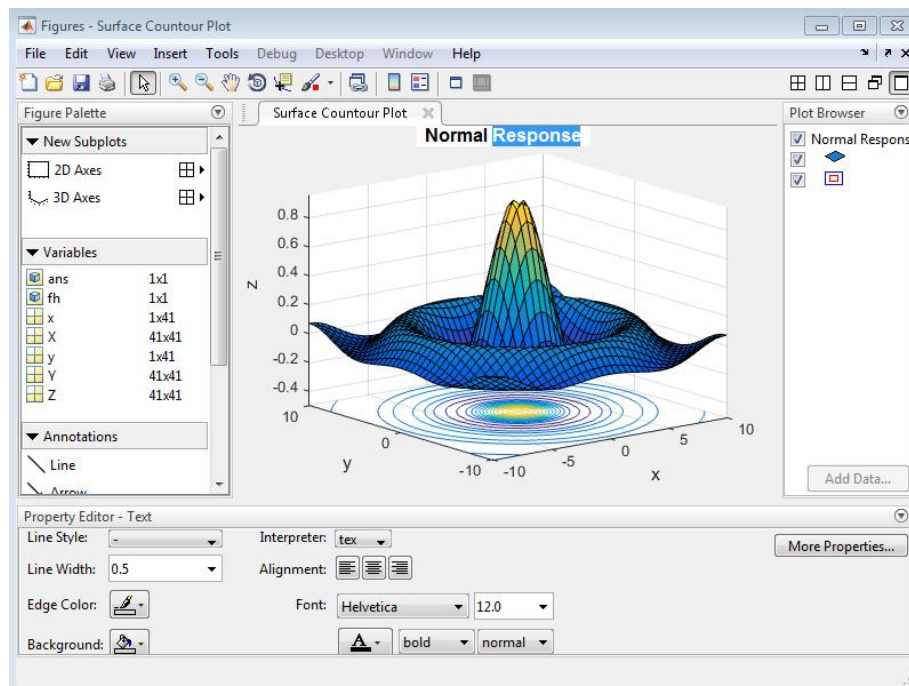 Figures - Surface Countour Plot
File Edit View Insert Tools Debug Desktop Window Help
Figure Palette
Surface Countour Plot
Plot Browser
New Subplots
2D Axes
3D Axes
Variables
ans 1x1
fh 1x1
x 1x41
X 41x41
y 1x41
Y 41x41
Z 41x41
Annotations
Line
Arrow
Normal Response
0.8
0.6
0.4
0.2
0
-0.2
-0.4
z
10
0
-10
y
-10
-5
0
5
10
x
Normal Respons
Add Data...
Property Editor - Text
Line Style: - Interpreter: tex
More Properties...
Line Width: 0.5 Alignment:
Edge Color: Font: Helvetica 12.0
Background: A bold normal